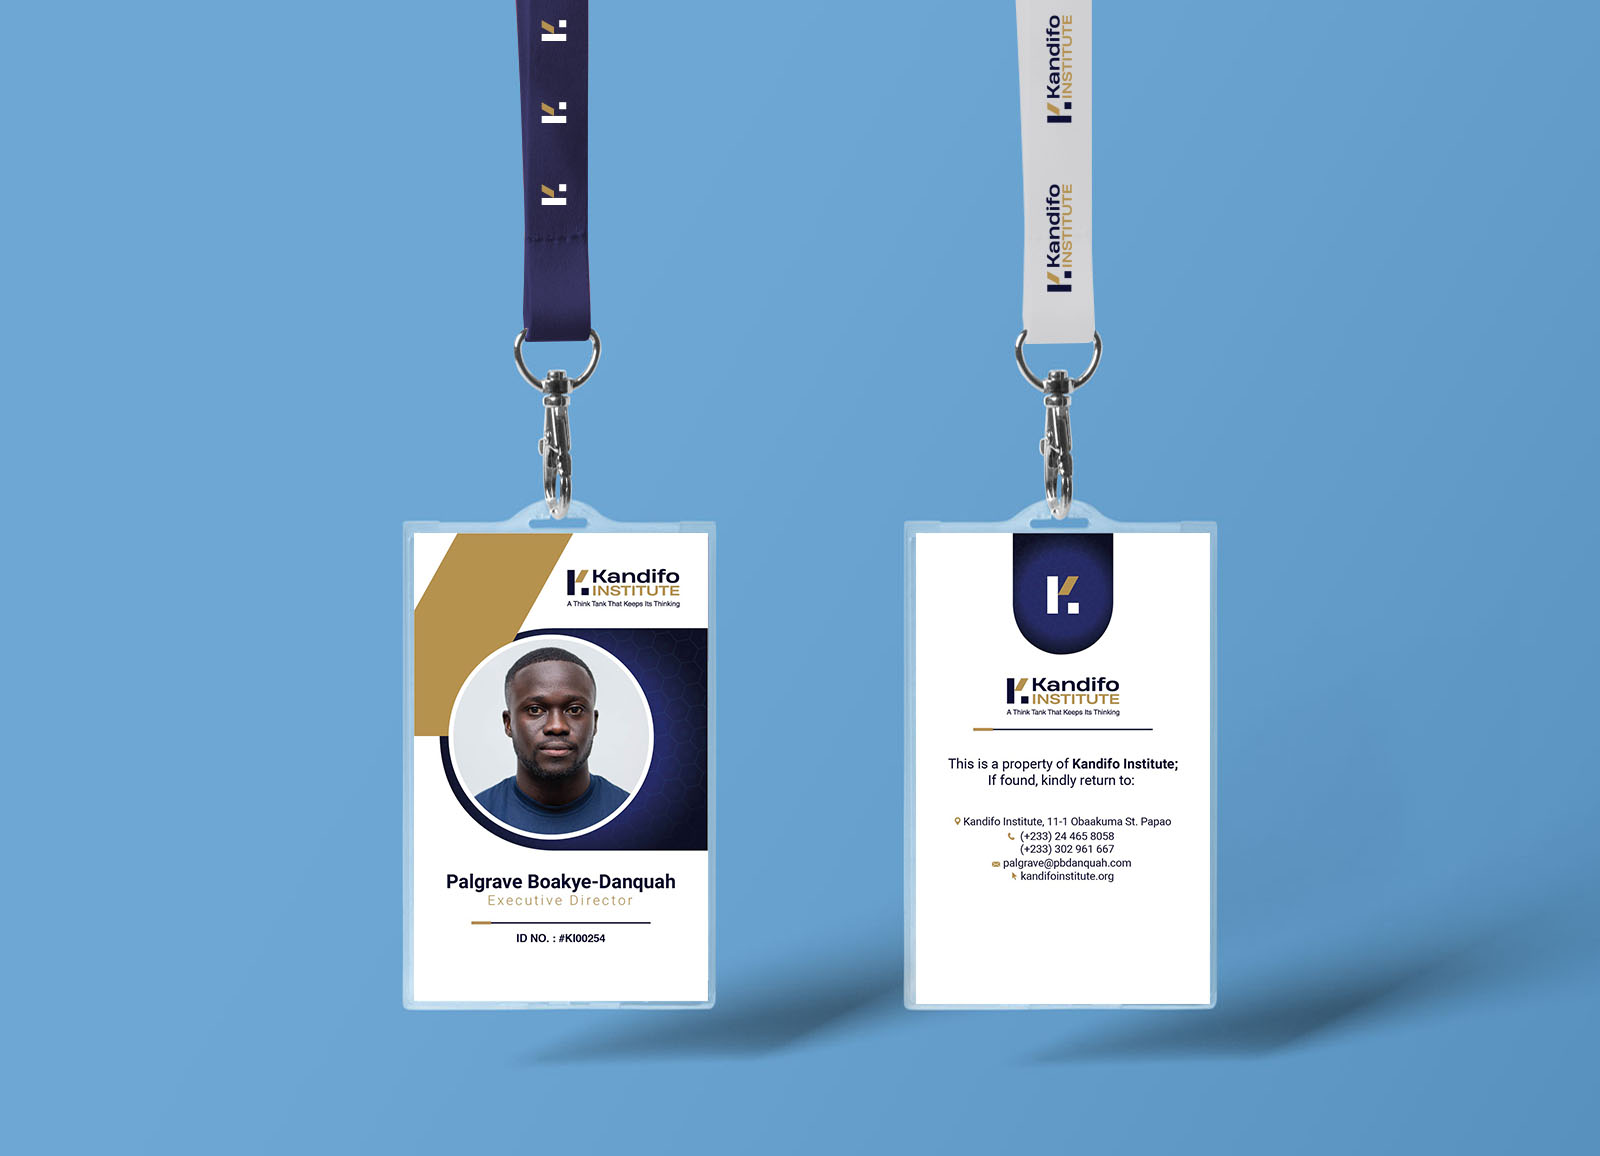 Kandifo
INSTITUTE
Kandifo
INSTITUTE
Kandifo
INSTITUTE
A Think Tank That Keeps Its Thinking
Palgrave Boakye-Danquah
Executive Director
ID NO. : #KI00254
Kandifo
INSTITUTE
A Think Tank That Keeps Its Thinking
This is a property of Kandifo Institute;
If found, kindly return to:
Kandifo Institute, 11-1 Obaakuma St. Papao
(+233) 24 465 8058
(+233) 302 961 667
palgrave@pbdanquah.com
kandifoinstitute.org